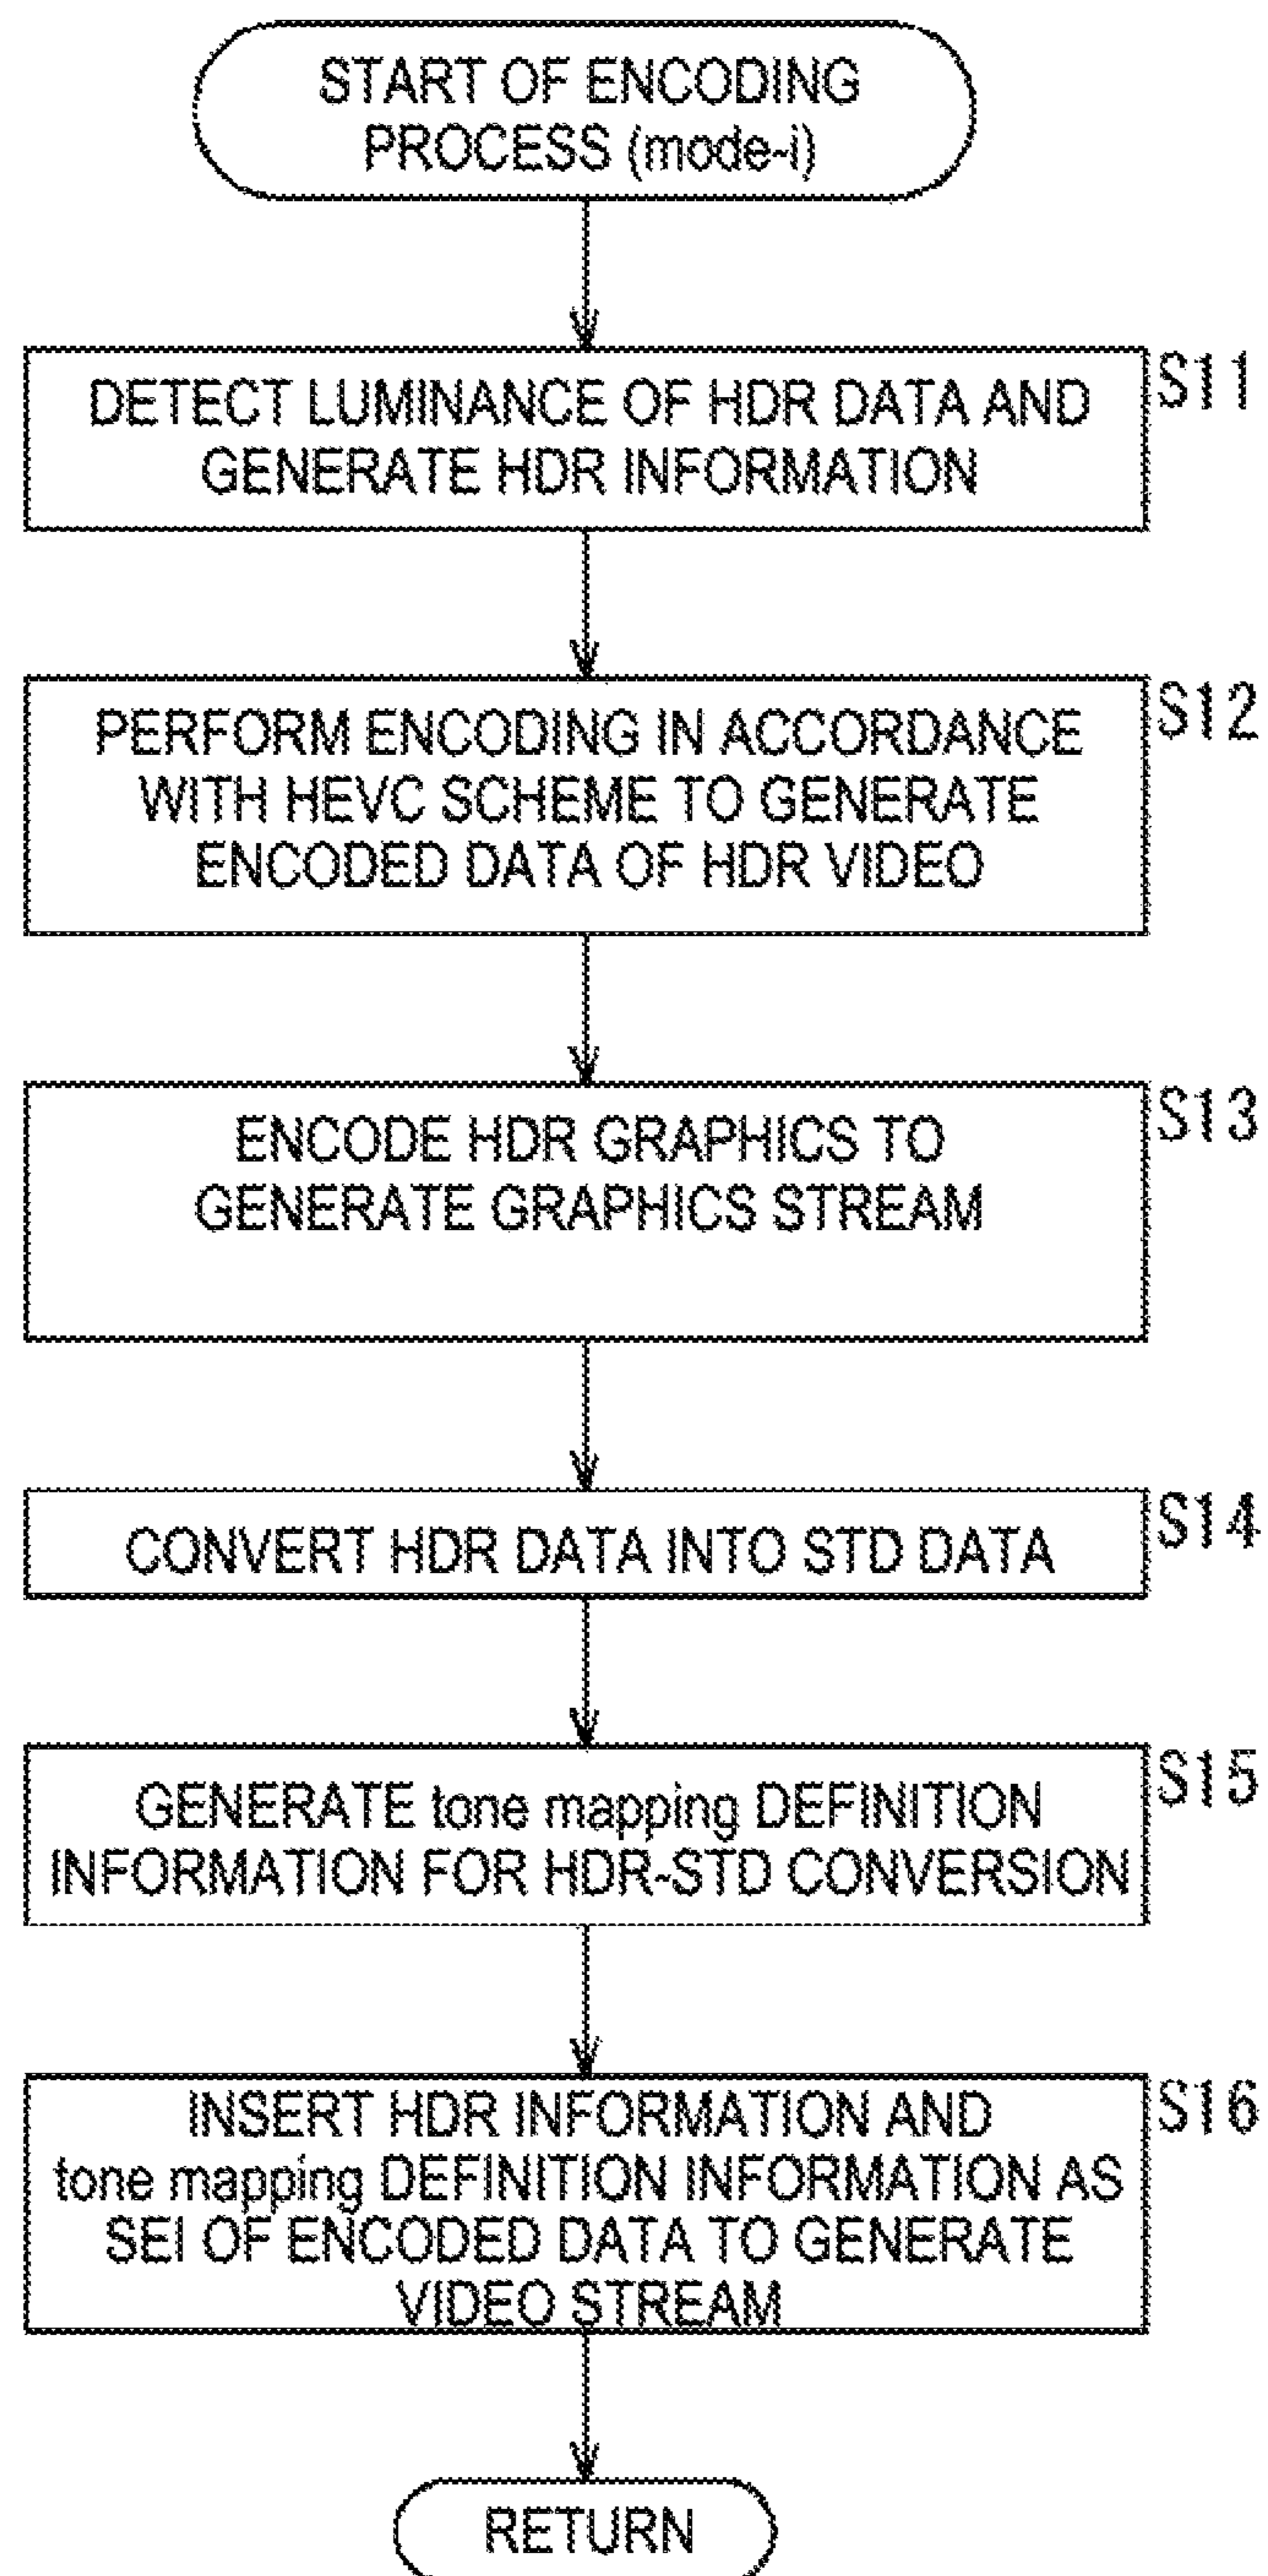 START OF ENCODING
PROCESS (mode-i)
S11
DETECT LUMINANCE OF HDR DATA AND
GENERATE HDR INFORMATION
S12
PERFORM ENCODING IN ACCORDANCE
WITH HEVC SCHEME TO GENERATE
ENCODED DATA OF HDR VIDEO
S13
ENCODE HDR GRAPHICS TO
GENERATE GRAPHICS STREAM
S14
CONVERT HDR DATA INTO STD DATA
S15
GENERATE tone mapping DEFINITION
INFORMATION FOR HDR-STD CONVERSION
S16
INSERT HDR INFORMATION AND
tone mapping DEFINITION INFORMATION AS
SEI OF ENCODED DATA TO GENERATE
VIDEO STREAM
RETURN